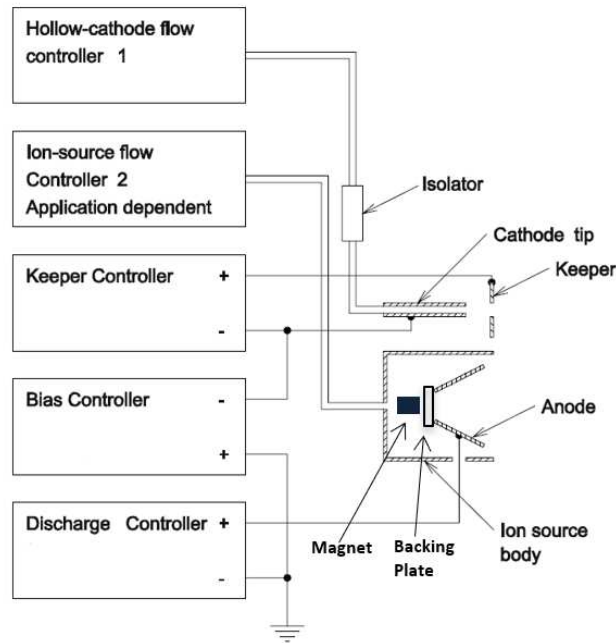 Hollow-cathode flow
controller 1
Ion-source flow
Controller 2
Application dependent
Isolator
Cathode tip
Keeper
Keeper Controller +
-
Bias Controller -
+
Anode
Discharge Controller +
-
Magnet
Backing
Plate
Ion source
body